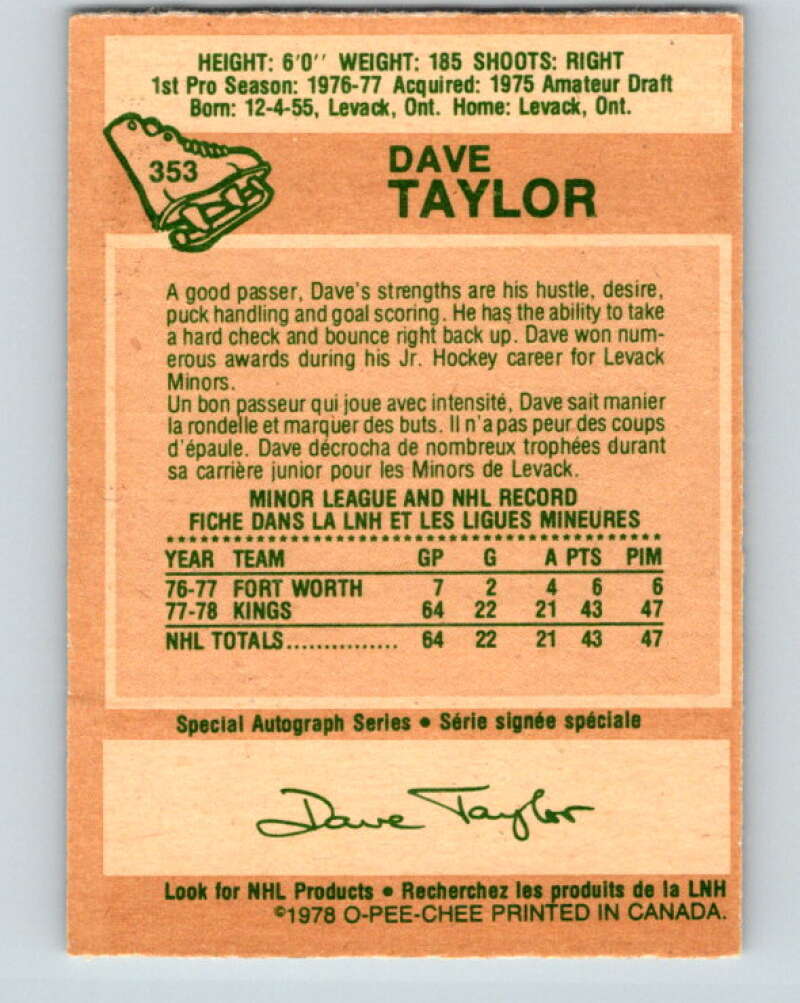 HEIGHT: 6'0'' WEIGHT: 185 SHOOTS: RIGHT
1st Pro Season: 1976-77 Acquired: 1975 Amateur Draft
Born: 12-4-55, Levack, Ont. Home: Levack, Ont.
353
DAVE
TAYLOR
A good passer, Dave's strengths are his hustle, desire,
puck handling and goal scoring. He has the ability to take
a hard check and bounce right back up. Dave won num-
erous awards during his Jr. Hockey career for Levack
Minors.
Un bon passeur qui joue avec intensité, Dave sait manier
la rondelle et marquer des buts. Il n'a pas peur des coups
d'épaule. Dave décrocha de nombreux trophées durant
sa carrière junior pour les Minors de Levack.
MINOR LEAGUE AND NHL RECORD
FICHE DANS LA LNH ET LES LIGUES MINEURES
YEAR TEAM GP G A PTS PIM
76-77 FORT WORTH 7 2 4 6 6
77-78 KINGS 64 22 21 43 47
NHL TOTALS............... 64 22 21 43 47
Special Autograph Series • Série signée spéciale
Dave Taylor
Look for NHL Products • Recherchez les produits de la LNH
©1978 O-PEE-CHEE PRINTED IN CANADA.